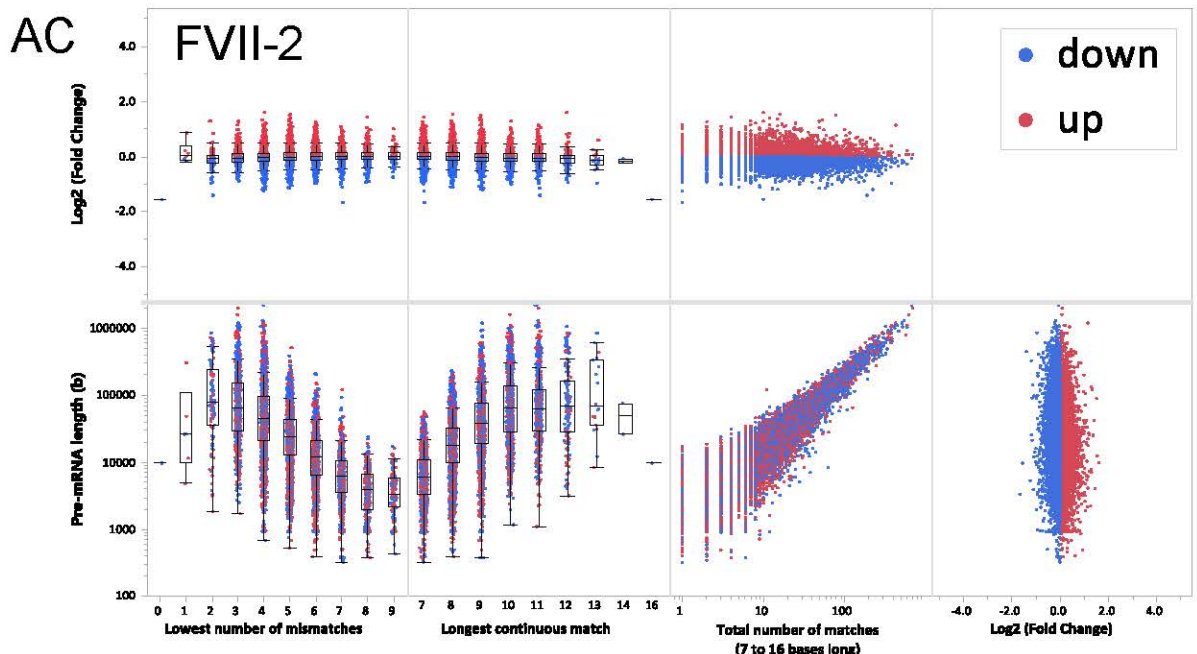 AC
FVII-2
down
up
Log2 (Fold Change)
4.0
2.0
0.0
-2.0
-4.0
Pre-mRNA length (b)
1000000
100000
10000
1000
100
0 1 2 3 4 5 6 7 8 9
Lowest number of mismatches
7 8 9 10 11 12 13 14 16
Longest continuous match
1 10 100
Total number of matches
(7 to 16 bases long)
-4.0 -2.0 0.0 2.0 4.0
Log2 (Fold Change)